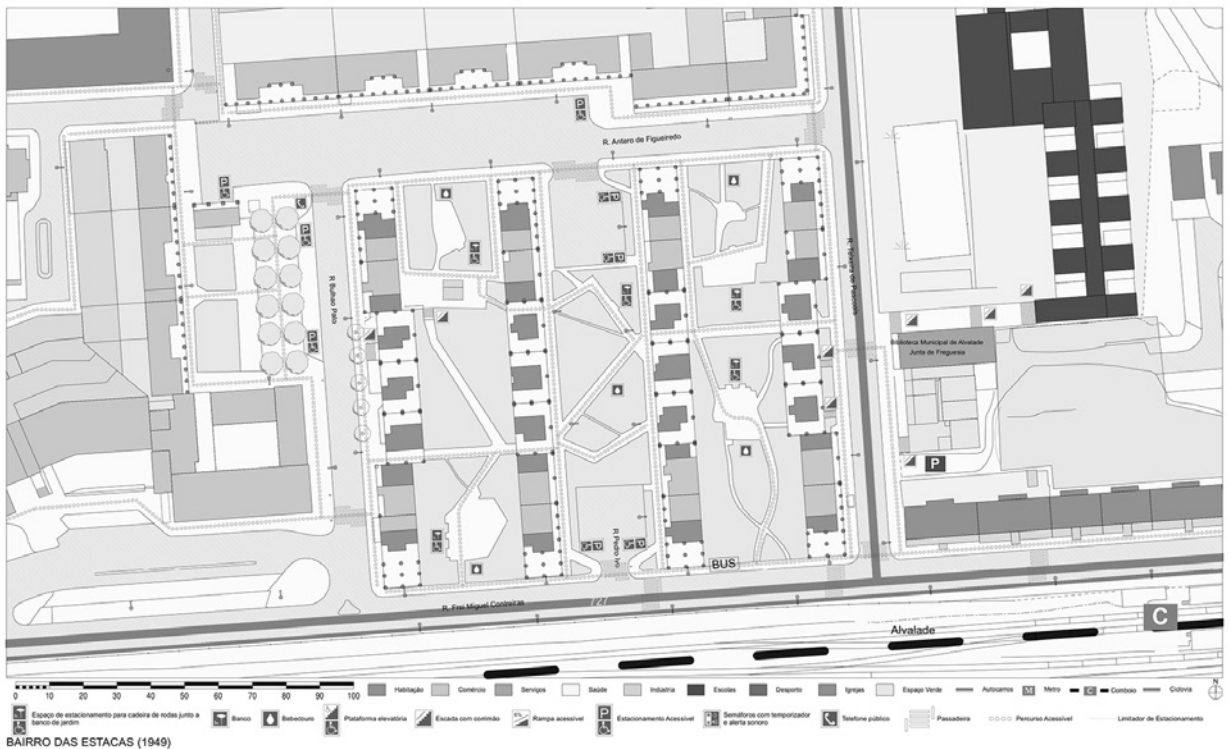 R. Antero de Figueiredo
R. Bulhão Pato
R. Teixeira de Pascoais
Biblioteca Municipal de Alvalade
Junta de Freguesia
P
R. Pedro Ivo
BUS
R. Frei Miguel Contreiras
727
Alvalade
C
0 10 20 30 40 50 60 70 80 90 100
Habitação
Comércio
Serviços
Saúde
Indústria
Escolas
Desporto
Igrejas
Espaço Verde
Autocarros
M Metro
C Comboio
Ciclovia
N
Espaço de estacionamento para cadeira de rodas junto a
banco de jardim
Banco
Bebedouro
Plataforma elevatória
Escada com corrimão
Rampa acessível
P
Estacionamento Acessível
Semáforos com temporizador
e alerta sonoro
Telefone público
Passadeira
Percurso Acessível
Limitador de Estacionamento
BAIRRO DAS ESTACAS (1949)